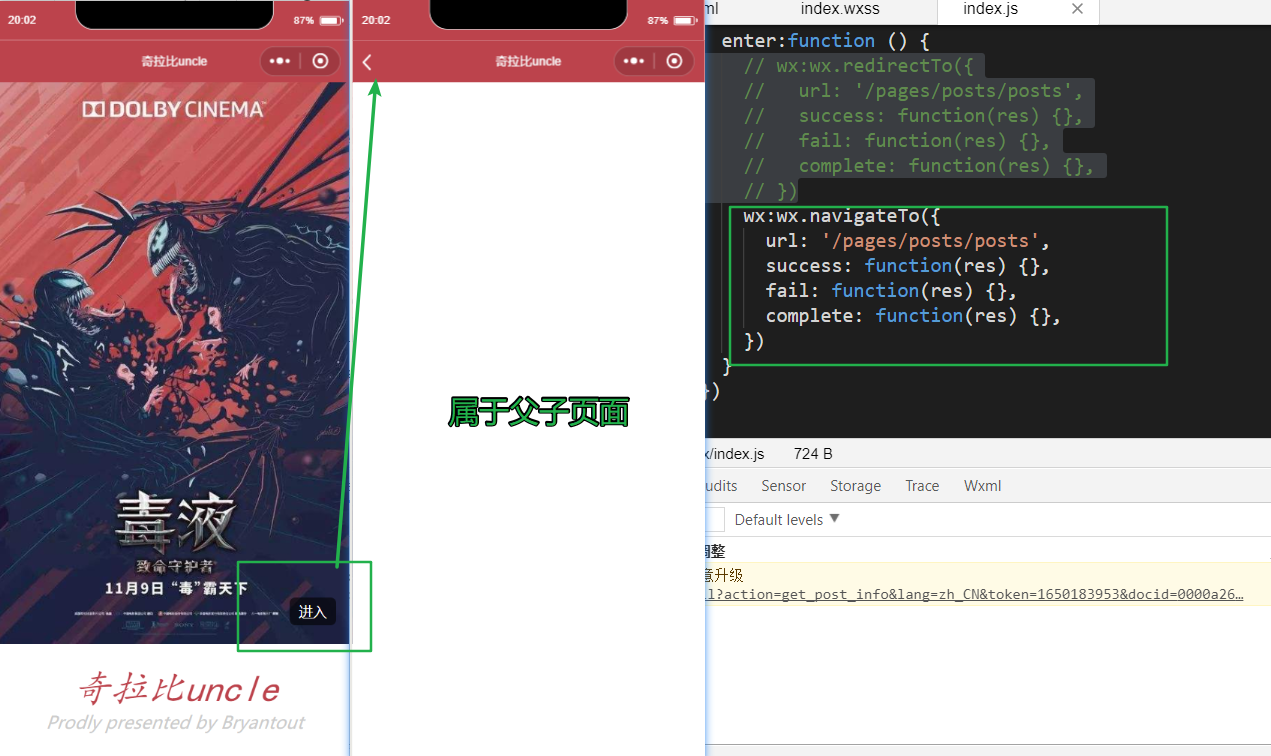 20:02
87%
奇拉比uncle
DOLBY CINEMA
毒液
致命守护者
11月9日 “毒”霸天下
进入
奇拉比uncle
Prodly presented by Bryantout
20:02
87%
奇拉比uncle
属于父子页面
index.wxss
index.js
enter:function () {
// wx:wx.redirectTo({
//   url: '/pages/posts/posts',
//   success: function(res) {},
//   fail: function(res) {},
//   complete: function(res) {},
// })
wx:wx.navigateTo({
url: '/pages/posts/posts',
success: function(res) {},
fail: function(res) {},
complete: function(res) {},
})
}
})
x/index.js 724 B
udits Sensor Storage Trace Wxml
Default levels ▼
调整
意升级
l?action=get_post_info&lang=zh_CN&token=1650183953&docid=0000a26…